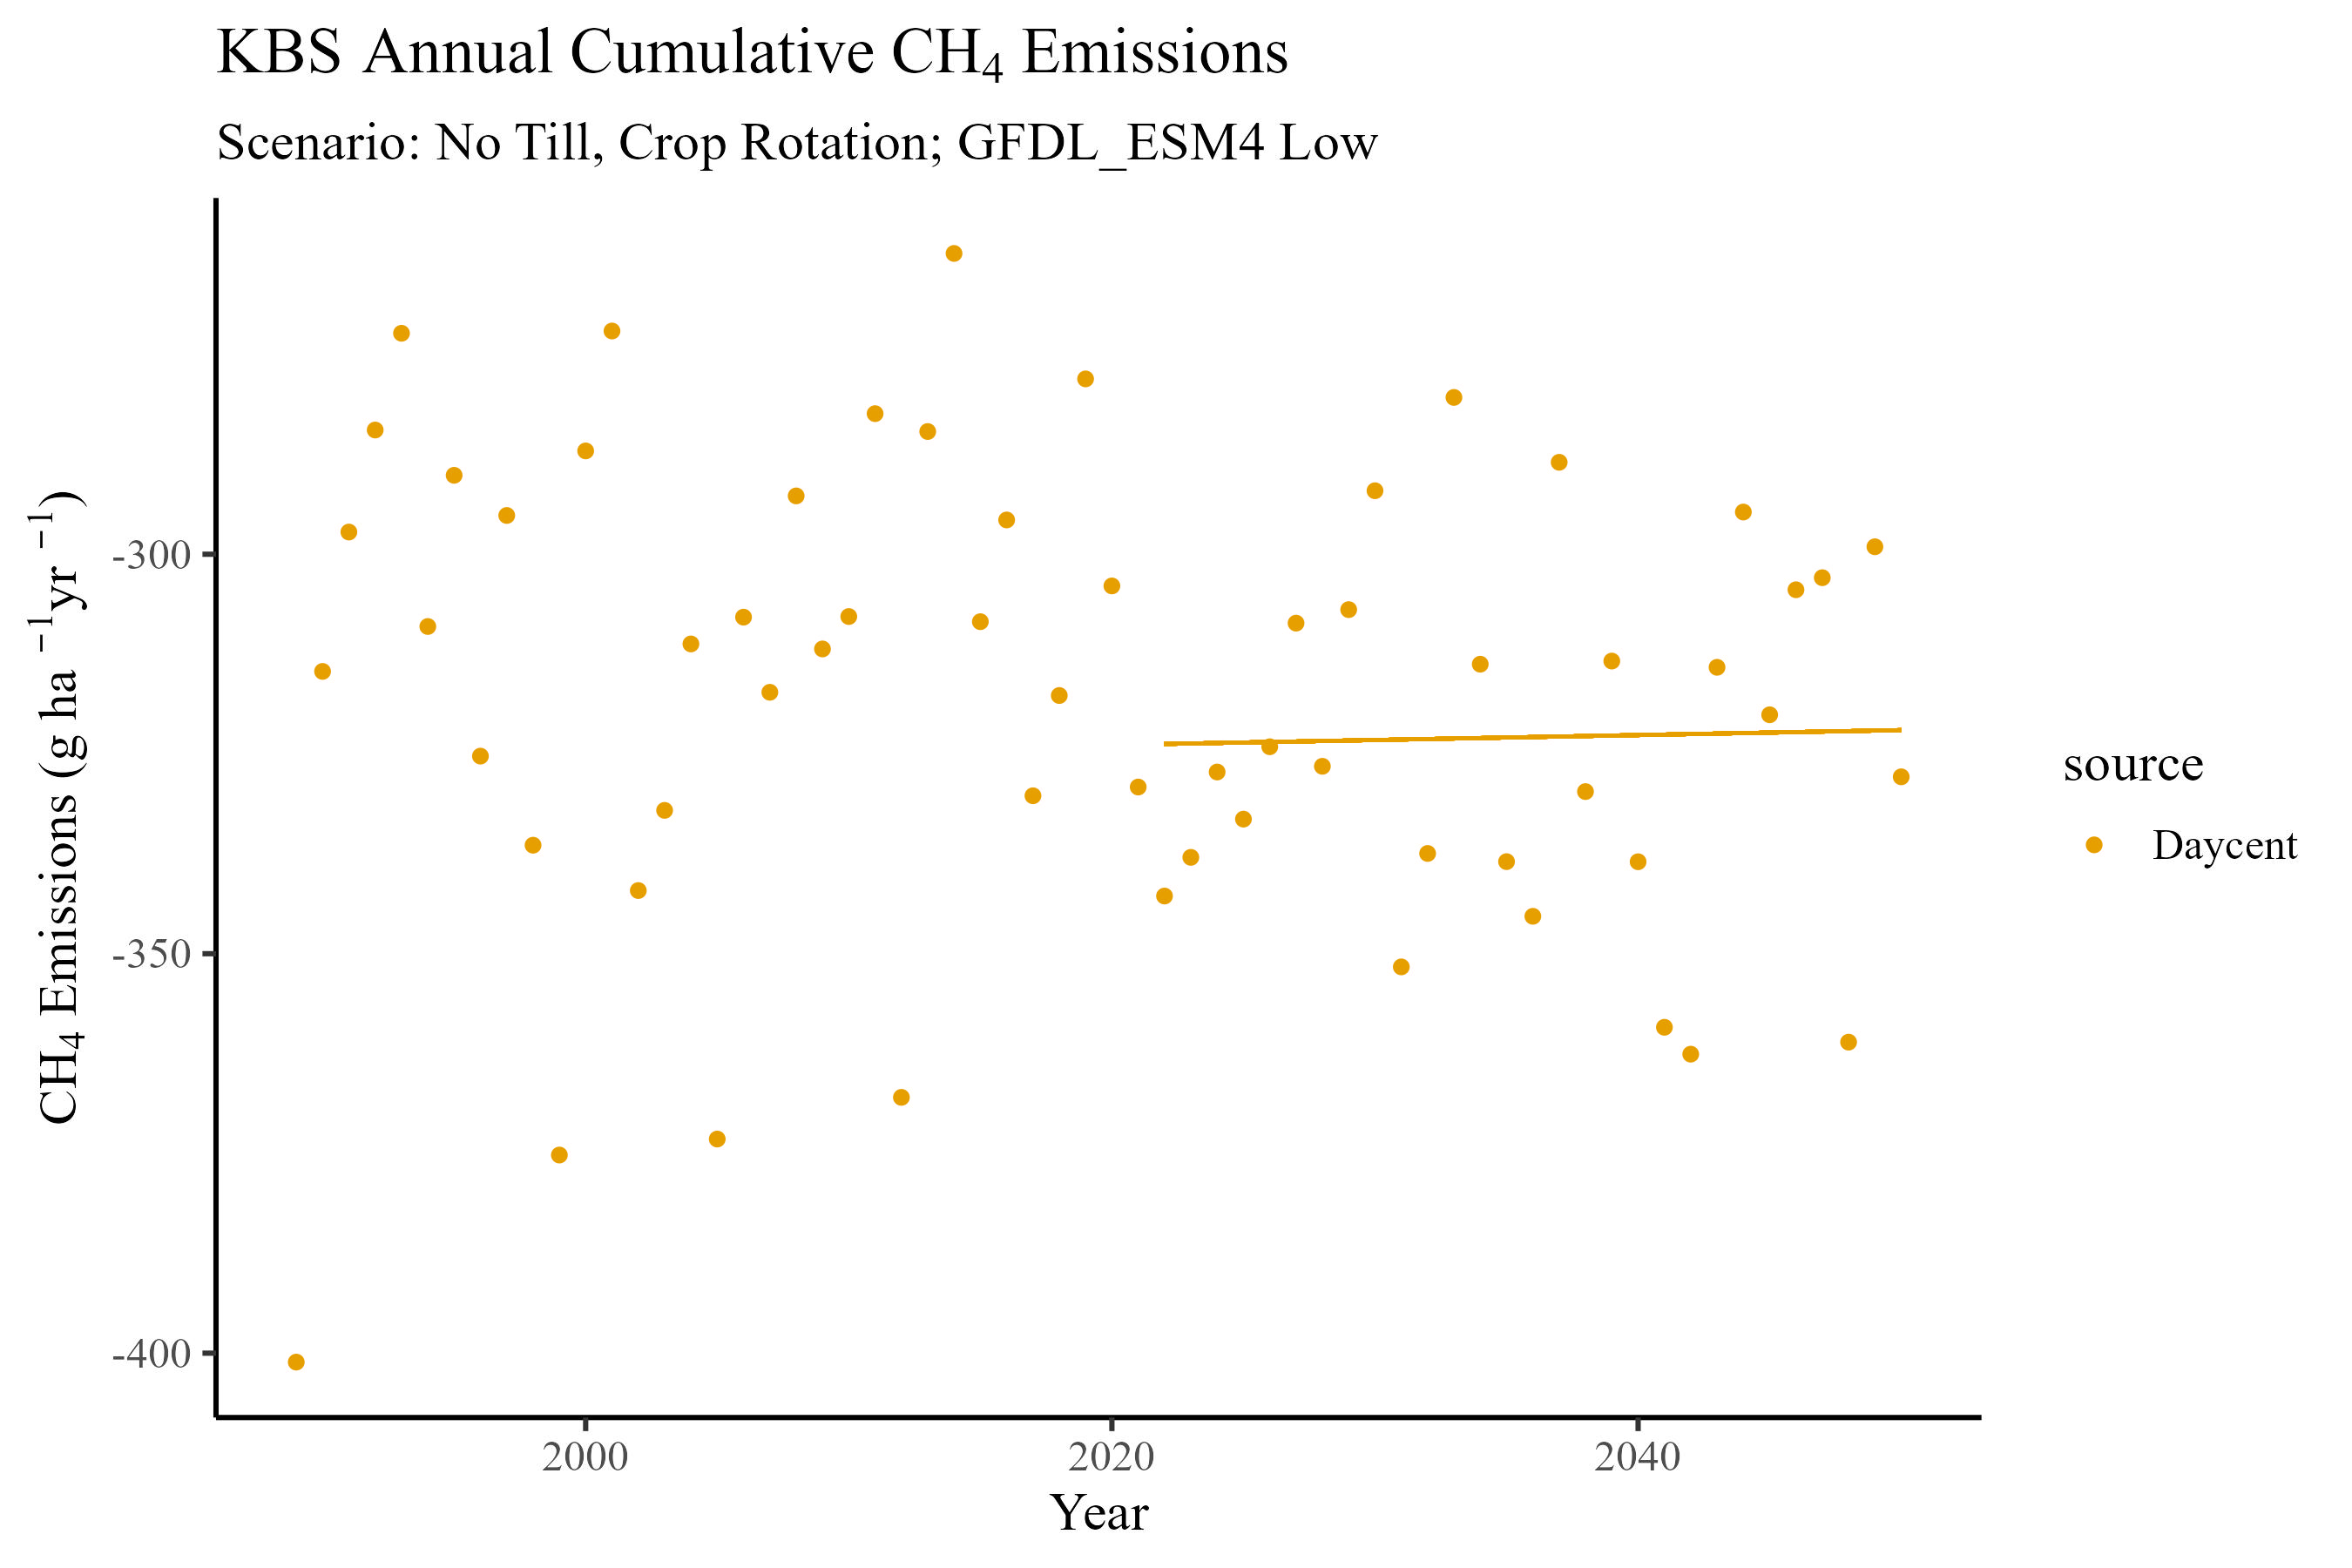 KBS Annual Cumulative CH₄ Emissions
Scenario: No Till, Crop Rotation; GFDL_ESM4 Low
CH₄ Emissions (g ha ⁻¹yr ⁻¹)
-300
-350
-400
2000
2020
2040
Year
source
Daycent